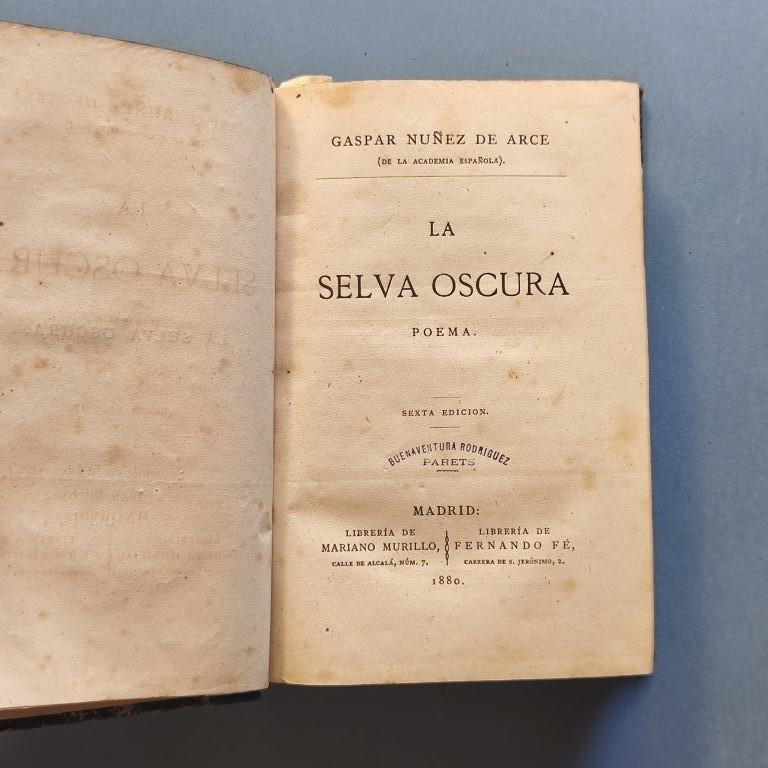 GASPAR NUÑEZ DE ARCE
(DE LA ACADEMIA ESPAÑOLA).
LA
SELVA OSCURA
POEMA.
SEXTA EDICION.
BUENAVENTURA RODRIGUEZ
PARETS
MADRID:
LIBRERÍA DE
MARIANO MURILLO,
CALLE DE ALCALÁ, NÚM. 7.
LIBRERÍA DE
FERNANDO FÉ,
CARRERA DE S. JERÓNIMO, 2.
1880.